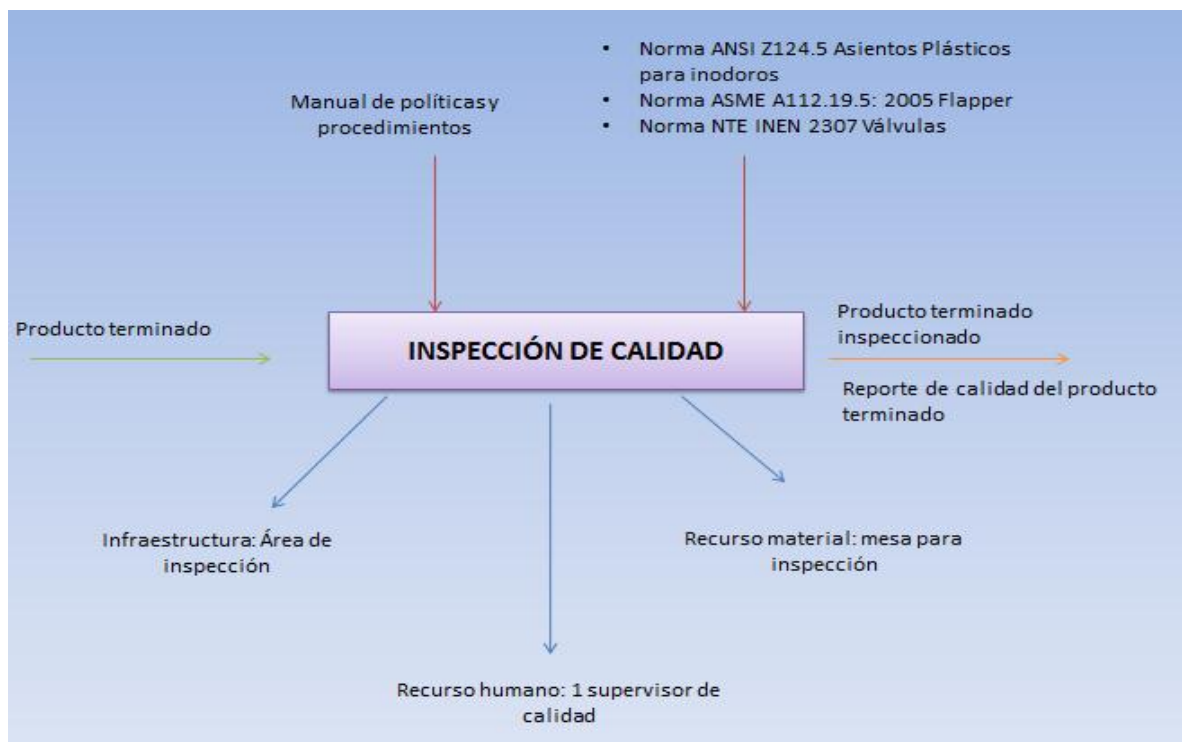 • Norma ANSI Z124.5 Asientos Plásticos
para inodoros
• Norma ASME A112.19.5: 2005 Flapper
• Norma NTE INEN 2307 Válvulas
Manual de políticas y
procedimientos
Producto terminado
INSPECCIÓN DE CALIDAD
Producto terminado
inspeccionado
Reporte de calidad del producto
terminado
Infraestructura: Área de
inspección
Recurso material: mesa para
inspección
Recurso humano: 1 supervisor de
calidad